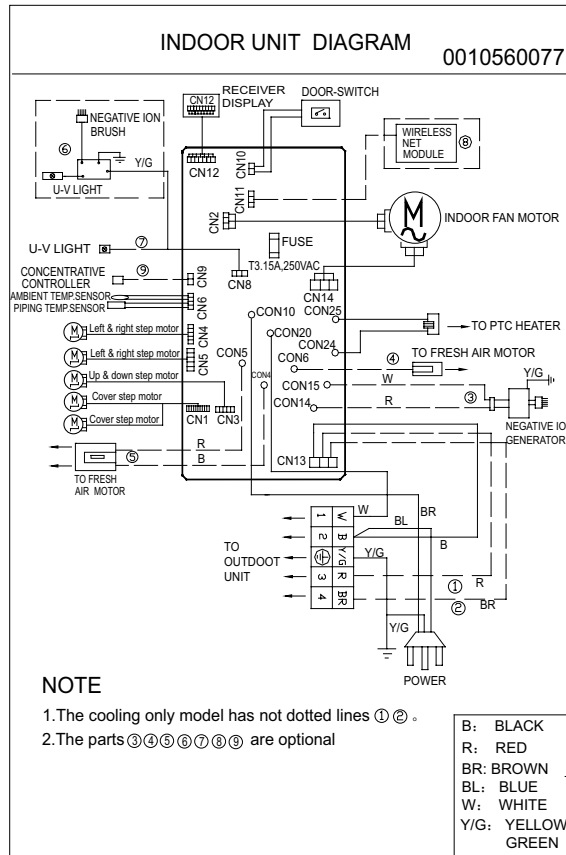 INDOOR UNIT DIAGRAM
0010560077
RECEIVER
DISPLAY
DOOR-SWITCH
CN12
NEGATIVE ION
BRUSH
⑥
Y/G
U-V LIGHT
WIRELESS
NET
MODULE
⑧
CN12
CN10
CN11
CN2
INDOOR FAN MOTOR
M
U-V LIGHT
⑦
FUSE
T3.15A,250VAC
CONCENTRATIVE
CONTROLLER
⑨
CN9
CN8
CN14
AMBIENT TEMP.SENSOR
PIPING TEMP.SENSOR
CN6
CON10
CON25
M
Left & right step motor
CN4
CON20
TO PTC HEATER
M
Left & right step motor
CN5
CON5
CON24
TO FRESH AIR MOTOR
M
Up & down step motor
CON4
CON6
④
CON15
W
Y/G
M
Cover step motor
CON14
R
③
M
Cover step motor
CN1
CN3
NEGATIVE IO
GENERATOR
R
⑤
B
CN13
TO FRESH
AIR MOTOR
1
W
W
BR
2
B
BL
B
TO
OUTDOOT
UNIT
Y/G
Y/G
3
R
①
R
4
BR
②
BR
Y/G
POWER
NOTE
1.The cooling only model has not dotted lines ① ② 。
2.The parts ③④⑤⑥⑦⑧⑨ are optional
B: BLACK
R: RED
BR: BROWN
BL: BLUE
W: WHITE
Y/G: YELLOW
GREEN